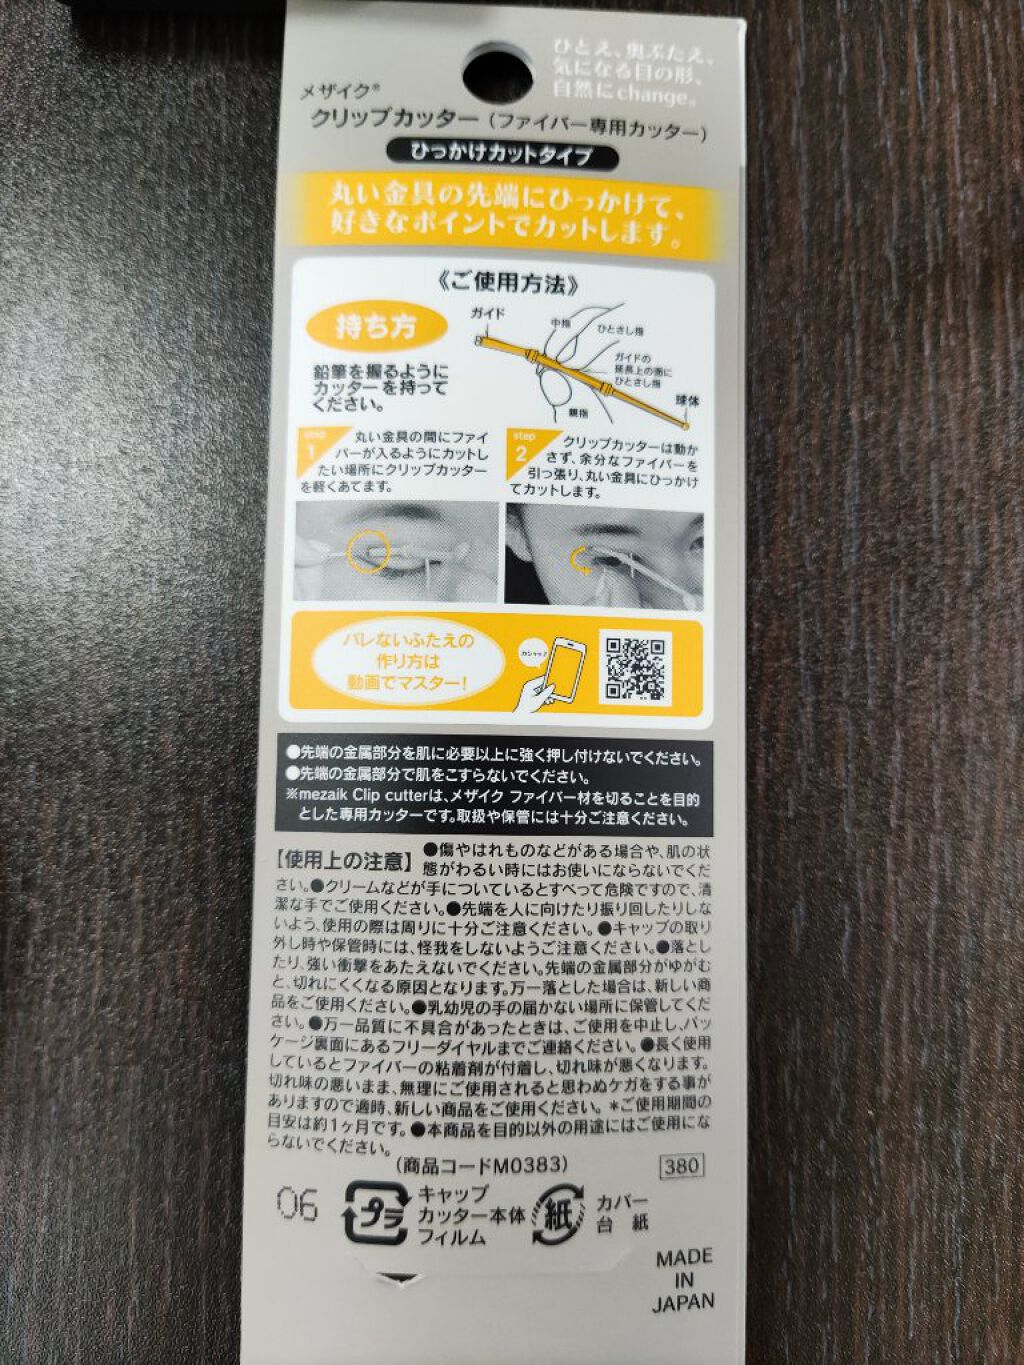 ひとえ、奥ぶたえ、
気になる目の形、
自然にchange。
メザイク®
クリップカッター（ファイバー専用カッター）
ひっかけカットタイプ
丸い金具の先端にひっかけて、
好きなポイントでカットします。
《ご使用方法》
持ち方
鉛筆を握るように
カッターを持って
ください。
ガイド
中指
ひとさし指
ガイドの
延長上の面に
ひとさし指
親指
球体
step
1
丸い金具の間にファイ
バーが入るようにカットし
たい場所にクリップカッター
を軽くあてます。
step
2
クリップカッターは動か
さず、余分なファイバーを
引っ張り、丸い金具にひっかけ
てカットします。
バレないふたえの
作り方は
動画でマスター!
●先端の金属部分を肌に必要以上に強く押し付けないでください。
●先端の金属部分で肌をこすらないでください。
※mezaik Clip cutterは、メザイク ファイバー材を切ることを目的
とした専用カッターです。取扱や保管には十分ご注意ください。
【使用上の注意】●傷やはれものなどがある場合や、肌の状
態がわるい時にはお使いにならないでくだ
さい。●クリームなどが手についているとすべって危険ですので、清
潔な手でご使用ください。●先端を人に向けたり振り回したりしな
いよう、使用の際は周りに十分ご注意ください。●キャップの取り
外し時や保管時には、怪我をしないようご注意ください。●落とし
たり、強い衝撃をあたえないでください。先端の金属部分がゆがむ
と、切れにくくなる原因となります。万一落とした場合は、新しい商
品をご使用ください。●乳幼児の手の届かない場所に保管してくだ
さい。●万一品質に不具合があったときは、ご使用を中止し、パッ
ケージ裏面にあるフリーダイヤルまでご連絡ください。●長く使用
しているとファイバーの粘着剤が付着し、切れ味が悪くなります。
切れ味の悪いまま、無理にご使用されると思わぬケガをする事が
ありますので適時、新しい商品をご使用ください。＊ご使用期間の
目安は約1ヶ月です。●本商品を目的以外の用途にはご使用にな
らないでください。
（商品コードM0383）
380
06
プラ
キャップ
カッター本体
フィルム
紙
カバー
台紙
MADE
IN
JAPAN